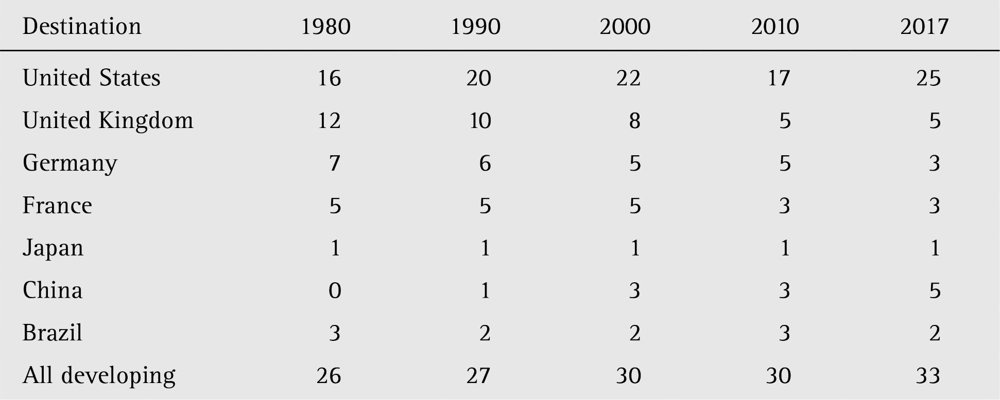 Destination 1980 1990 2000 2010 2017
United States 16 20 22 17 25
United Kingdom 12 10 8 5 5
Germany 7 6 5 5 3
France 5 5 5 3 3
Japan 1 1 1 1 1
China 0 1 3 3 5
Brazil 3 2 2 3 2
All developing 26 27 30 30 33